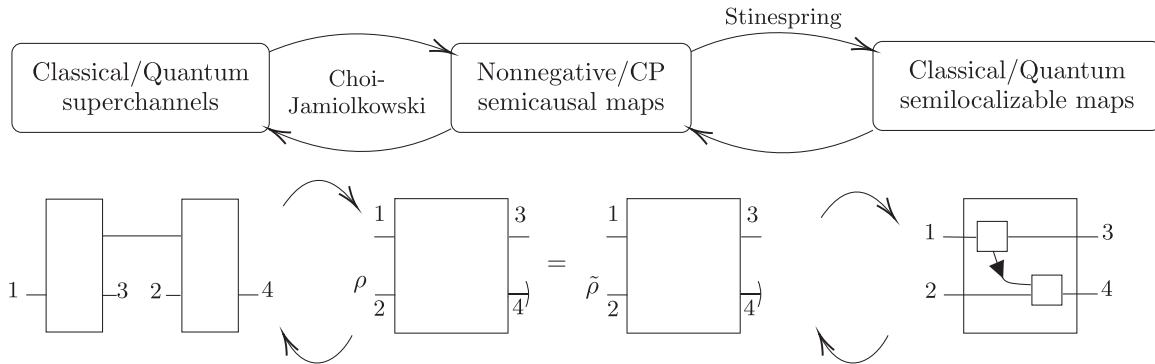 Stinespring
Classical/Quantum
superchannels
Choi-
Jamiolkowski
Nonnegative/CP
semicausal maps
Classical/Quantum
semilocalizable maps
1
3
2
4
1
3
ρ
2
4
=
1
3
ρ̃
2
4
1
3
2
4